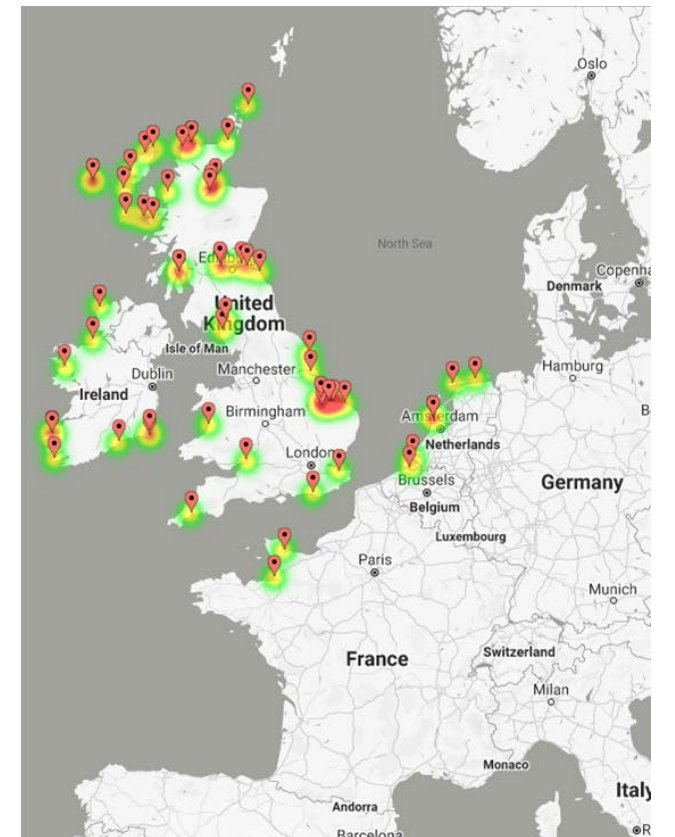 Oslo
North Sea
Denmark
Copenha
Edinburgh
United
Kingdom
Isle of Man
Dublin
Ireland
Manchester
Birmingham
London
Hamburg
Amsterdam
Netherlands
Brussels
Belgium
Germany
B
Luxembourg
Paris
Munich
France
Switzerland
Milan
Monaco
Italy
Andorra
Barcelona
R